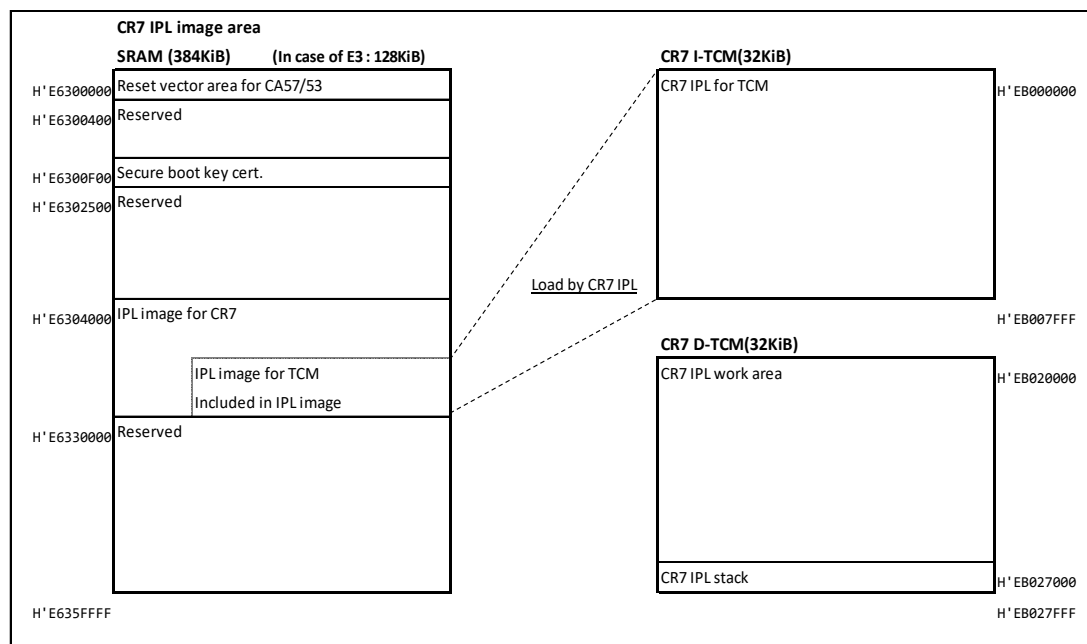 CR7 IPL image area
SRAM (384KiB) (In case of E3 : 128KiB)
H'E6300000 Reset vector area for CA57/53
H'E6300400 Reserved
H'E6300F00 Secure boot key cert.
H'E6302500 Reserved
H'E6304000 IPL image for CR7
IPL image for TCM
Included in IPL image
H'E6330000 Reserved
H'E635FFFF
Load by CR7 IPL
CR7 I-TCM(32KiB)
CR7 IPL for TCM H'EB000000
H'EB007FFF
CR7 D-TCM(32KiB)
CR7 IPL work area H'EB020000
CR7 IPL stack H'EB027000
H'EB027FFF